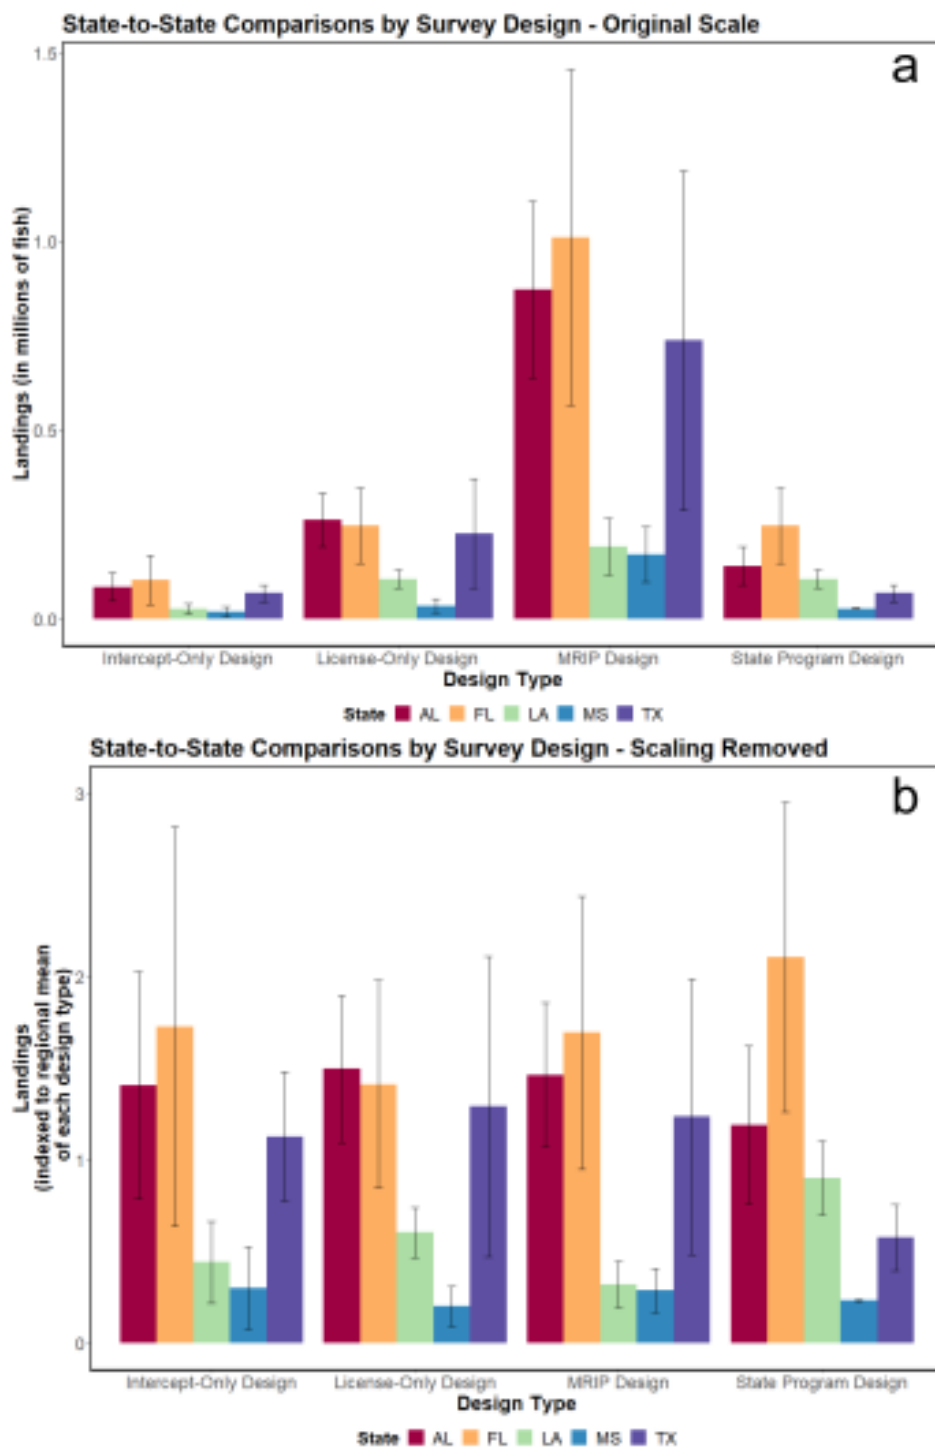 State-to-State Comparisons by Survey Design - Original Scale
a
1.5
1.0
0.5
0.0
Landings (in millions of fish)
Intercept-Only Design License-Only Design MRIP Design State Program Design
Design Type
State AL FL LA MS TX
State-to-State Comparisons by Survey Design - Scaling Removed
b
3
2
1
0
Landings
(indexed to regional mean
of each design type)
Intercept-Only Design License-Only Design MRIP Design State Program Design
Design Type
State AL FL LA MS TX